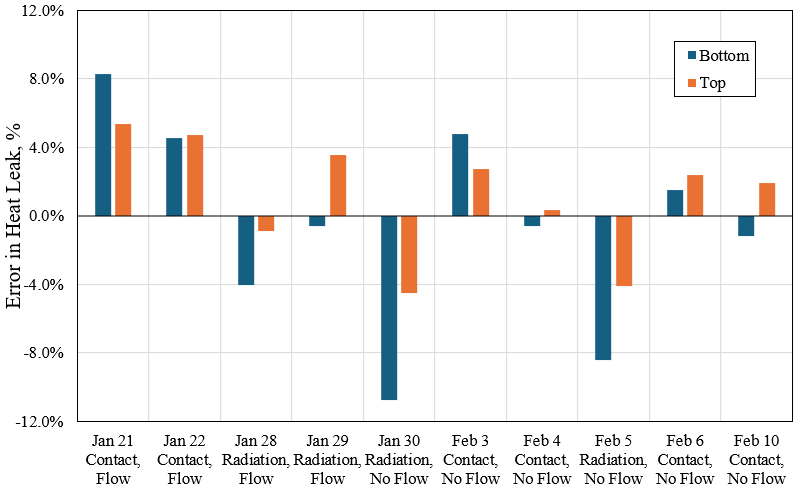 12.0%
8.0%
4.0%
0.0%
-4.0%
-8.0%
-12.0%
Error in Heat Leak, %
Bottom
Top
Jan 21
Contact,
Flow
Jan 22
Contact,
Flow
Jan 28
Radiation,
Flow
Jan 29
Radiation,
Flow
Jan 30
Radiation,
No Flow
Feb 3
Contact,
No Flow
Feb 4
Contact,
No Flow
Feb 5
Radiation,
No Flow
Feb 6
Contact,
No Flow
Feb 10
Contact,
No Flow